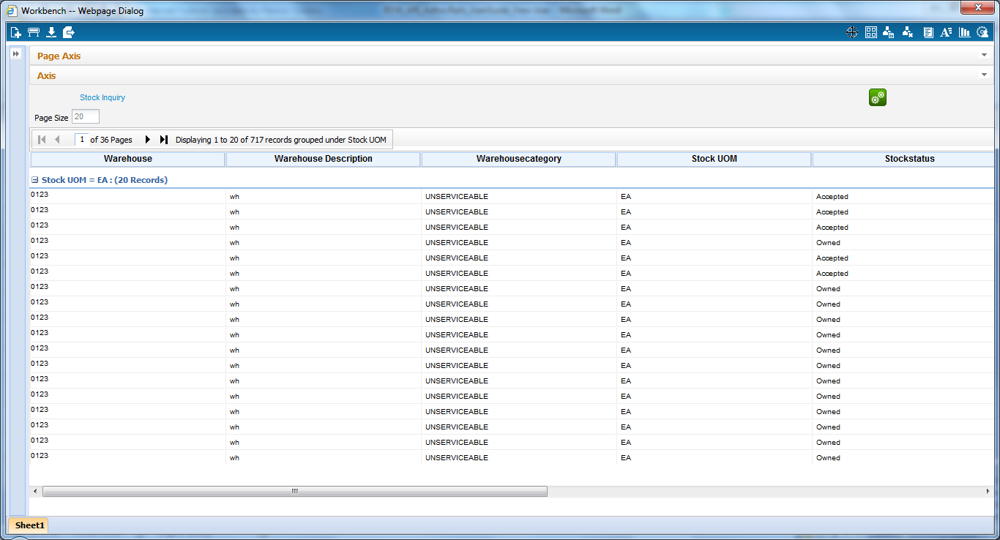 Workbench -- Webpage Dialog
Page Axis
Axis
Stock Inquiry
Page Size 20
1 of 36 Pages Displaying 1 to 20 of 717 records grouped under Stock UOM
Warehouse Warehouse Description Warehousecategory Stock UOM Stockstatus
Stock UOM = EA : (20 Records)
0123 wh UNSERVICEABLE EA Accepted
0123 wh UNSERVICEABLE EA Accepted
0123 wh UNSERVICEABLE EA Accepted
0123 wh UNSERVICEABLE EA Owned
0123 wh UNSERVICEABLE EA Accepted
0123 wh UNSERVICEABLE EA Accepted
0123 wh UNSERVICEABLE EA Owned
0123 wh UNSERVICEABLE EA Owned
0123 wh UNSERVICEABLE EA Owned
0123 wh UNSERVICEABLE EA Owned
0123 wh UNSERVICEABLE EA Owned
0123 wh UNSERVICEABLE EA Owned
0123 wh UNSERVICEABLE EA Owned
0123 wh UNSERVICEABLE EA Owned
0123 wh UNSERVICEABLE EA Owned
0123 wh UNSERVICEABLE EA Owned
0123 wh UNSERVICEABLE EA Owned
0123 wh UNSERVICEABLE EA Owned
Sheet1